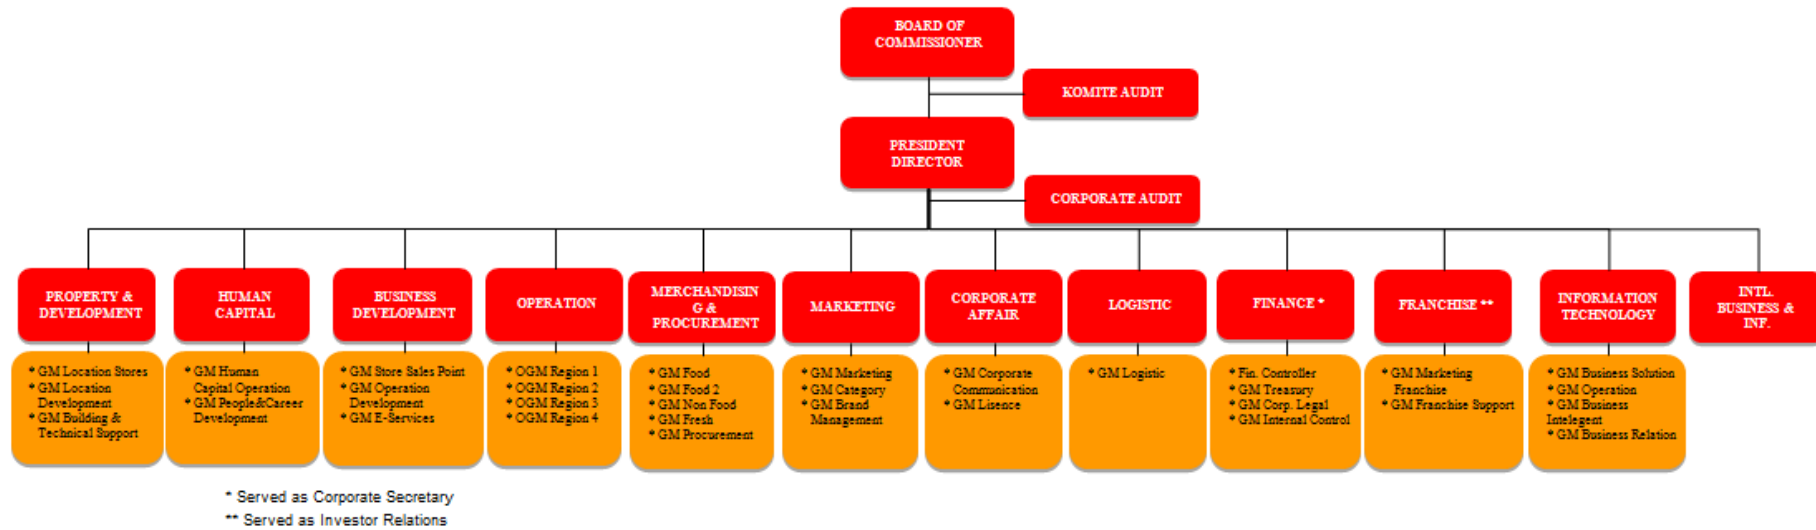 BOARD OF
COMMISSIONER
KOMITE AUDIT
PRESIDENT
DIRECTOR
CORPORATE AUDIT
PROPERTY &
DEVELOPMENT
HUMAN
CAPITAL
BUSINESS
DEVELOPMENT
OPERATION
MERCHANDISIN
G &
PROCUREMENT
MARKETING
CORPORATE
AFFAIR
LOGISTIC
FINANCE *
FRANCHISE **
INFORMATION
TECHNOLOGY
INTL.
BUSINESS &
INF.
* GM Location Stores
* GM Location
Development
* GM Building &
Technical Support
* GM Human
Capital Operation
* GM People&Career
Development
* GM Store Sales Point
* GM Operation
Development
* GM E-Services
* OGM Region 1
* OGM Region 2
* OGM Region 3
* OGM Region 4
* GM Food
* GM Food 2
* GM Non Food
* GM Fresh
* GM Procurement
* GM Marketing
* GM Category
* GM Brand
Management
* GM Corporate
Communication
* GM Lisence
* GM Logistic
* Fin. Controller
* GM Treasury
* GM Corp. Legal
* GM Internal Control
* GM Marketing
Franchise
* GM Franchise Support
* GM Business Solution
* GM Operation
* GM Business
Intelegent
* GM Business Relation
* Served as Corporate Secretary
** Served as Investor Relations